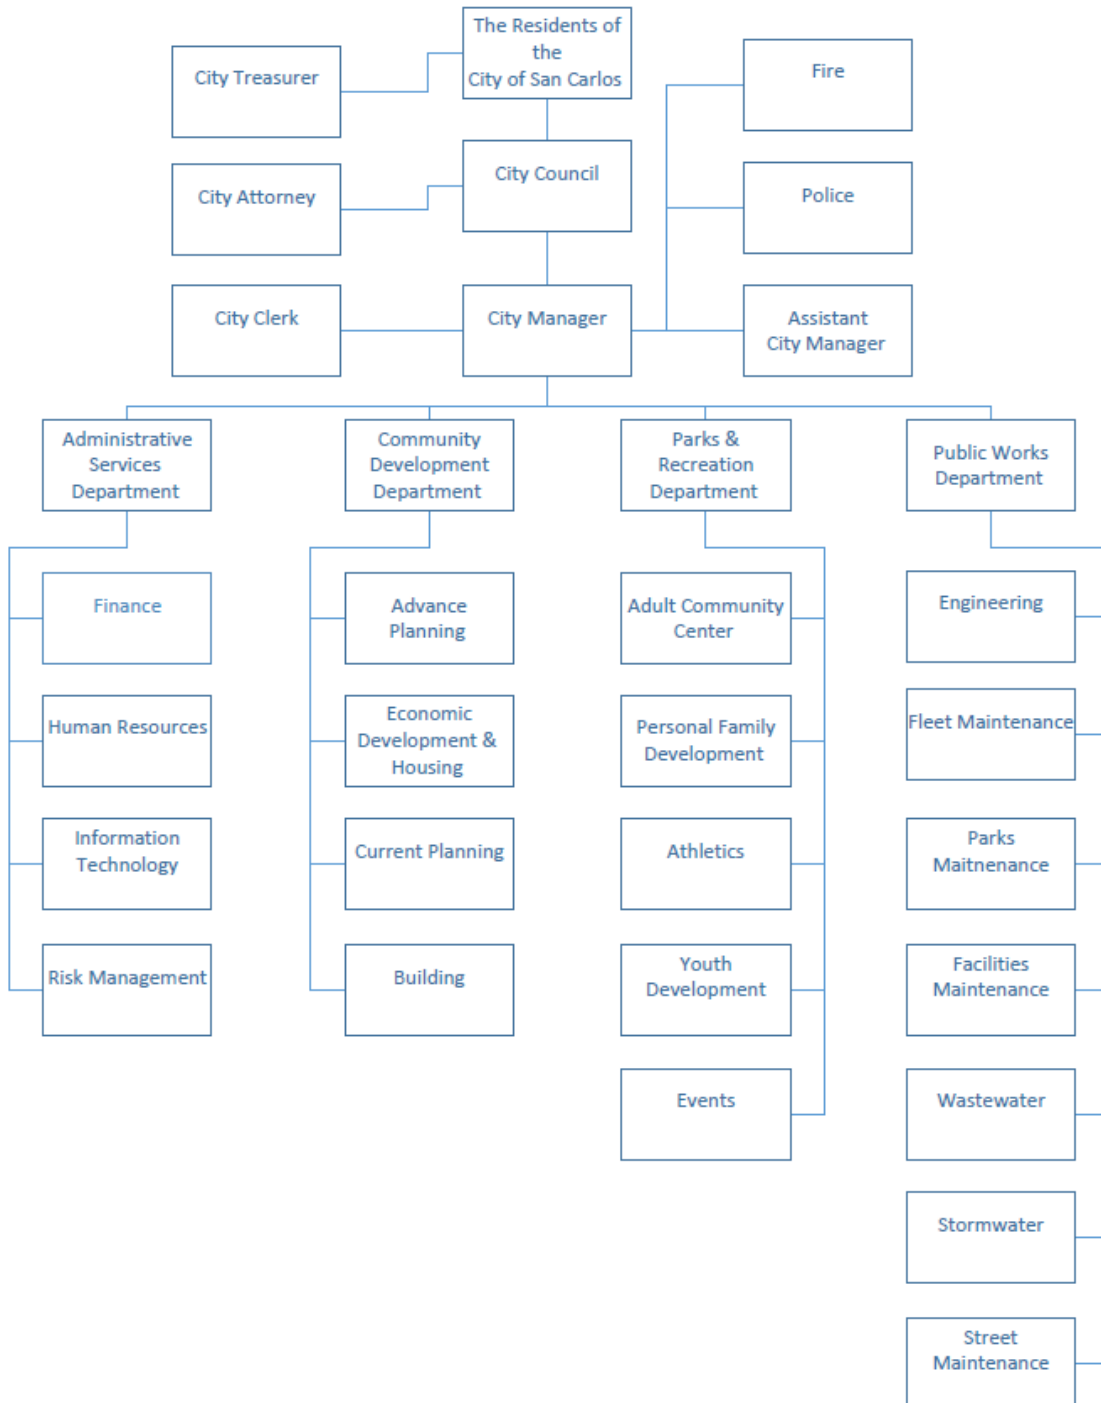 The Residents of
the
City of San Carlos
City Treasurer
Fire
City Council
City Attorney
Police
City Clerk
City Manager
Assistant
City Manager
Administrative
Services
Department
Community
Development
Department
Parks &
Recreation
Department
Public Works
Department
Finance
Human Resources
Information
Technology
Risk Management
Advance
Planning
Economic
Development &
Housing
Current Planning
Building
Adult Community
Center
Personal Family
Development
Athletics
Youth
Development
Events
Engineering
Fleet Maintenance
Parks
Maitnenance
Facilities
Maintenance
Wastewater
Stormwater
Street
Maintenance